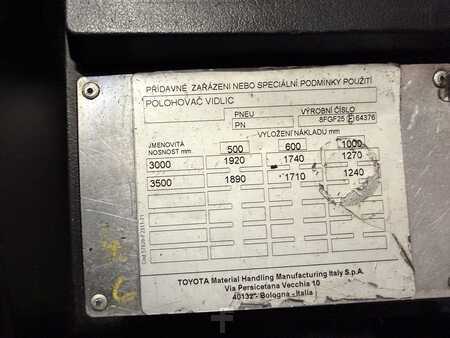 PŘÍDAVNÉ ZAŘÁZENI NEBO SPECIÁLNÍ PODMÍNKY POUŽITÍ
POLOHOVAČ VIDLIC
PNEU
VÝROBNÍ ČÍSLO
PN
8FGF25 F 64376
VYLOŽENÍ NÁKLADU mm
JMENOVITÁ
NOSNOST mm
500 600 1000
3000 1920 1740 1270
3500 1890 1710 1240
TOYOTA Material Handling Manufacturing Italy S.p.A.
Via Persicetana Vecchia 10
40132 - Bologna - Italia